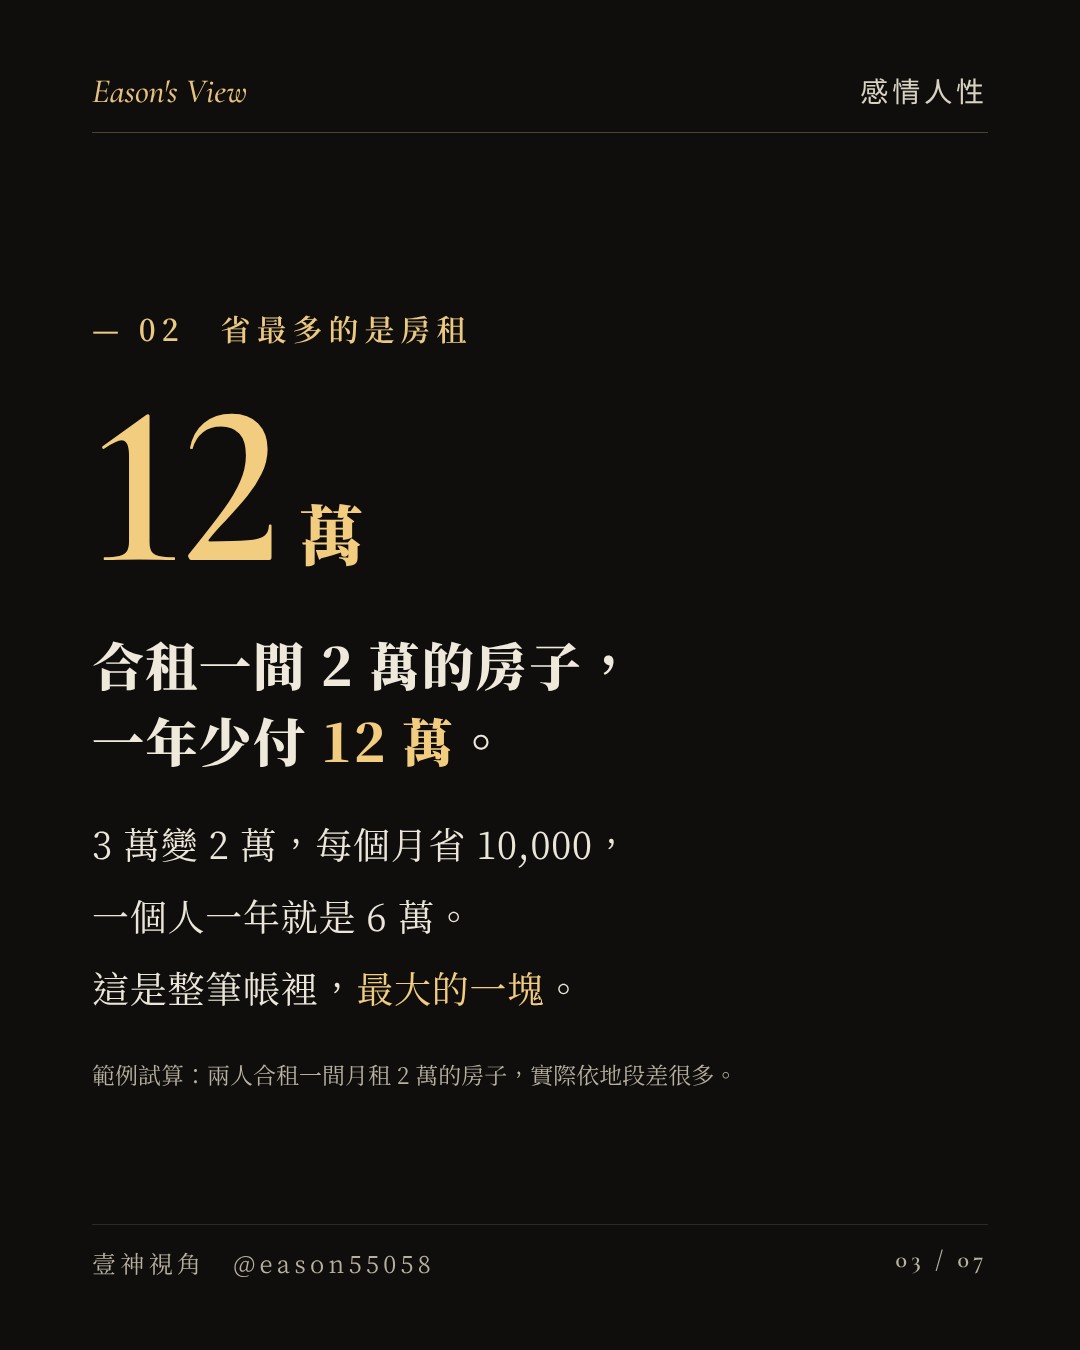 Eason's View
感情人性
— 02 省最多的是房租
12 萬
合租一間 2 萬的房子，
一年少付 12 萬。
3 萬變 2 萬，每個月省 10,000，
一個人一年就是 6 萬。
這是整筆帳裡，最大的一塊。
範例試算：兩人合租一間月租 2 萬的房子，實際依地段差很多。
壹神視角 @eason55058
03 / 07